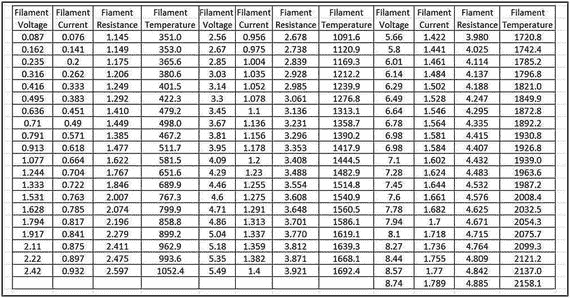 Filament Voltage Filament Current Filament Resistance Filament Temperature Filament Voltage Filament Current Filament Resistance Filament Temperature Filament Voltage Filament Current Filament Resistance Filament Temperature
0.087 0.076 1.145 351.0 2.56 0.956 2.678 1091.6 5.66 1.422 3.980 1720.8
0.162 0.141 1.149 353.0 2.67 0.975 2.738 1120.9 5.8 1.441 4.025 1742.4
0.235 0.2 1.175 365.6 2.85 1.004 2.839 1169.3 6.01 1.461 4.114 1785.2
0.316 0.262 1.206 380.6 3.03 1.035 2.928 1212.2 6.14 1.484 4.137 1796.8
0.416 0.333 1.249 401.5 3.14 1.052 2.985 1239.9 6.29 1.502 4.188 1821.0
0.495 0.383 1.292 422.3 3.3 1.078 3.061 1276.8 6.49 1.528 4.247 1849.9
0.636 0.451 1.410 479.2 3.45 1.1 3.136 1313.1 6.64 1.546 4.295 1872.8
0.71 0.49 1.449 498.0 3.67 1.136 3.231 1358.7 6.78 1.564 4.335 1892.2
0.791 0.571 1.385 467.2 3.81 1.156 3.296 1390.2 6.98 1.581 4.415 1930.8
0.913 0.618 1.477 511.7 3.95 1.178 3.353 1417.9 6.98 1.584 4.407 1926.8
1.077 0.664 1.622 581.5 4.09 1.2 3.408 1444.5 7.1 1.602 4.432 1939.0
1.244 0.704 1.767 651.6 4.29 1.23 3.488 1482.9 7.28 1.624 4.483 1963.6
1.333 0.722 1.846 689.9 4.46 1.255 3.554 1514.8 7.45 1.644 4.532 1987.2
1.531 0.763 2.007 767.3 4.6 1.275 3.608 1540.9 7.6 1.661 4.576 2008.4
1.628 0.785 2.074 799.9 4.71 1.291 3.648 1560.5 7.78 1.682 4.625 2032.5
1.794 0.817 2.196 858.8 4.86 1.313 3.701 1586.1 7.94 1.7 4.671 2054.3
1.917 0.841 2.279 899.2 5.04 1.337 3.770 1619.1 8.1 1.718 4.715 2075.7
2.11 0.875 2.411 962.9 5.18 1.359 3.812 1639.3 8.27 1.736 4.764 2099.3
2.22 0.897 2.475 993.6 5.35 1.382 3.871 1668.1 8.44 1.755 4.809 2121.2
2.42 0.932 2.597 1052.4 5.49 1.4 3.921 1692.4 8.57 1.77 4.842 2137.0
8.74 1.789 4.885 2158.1